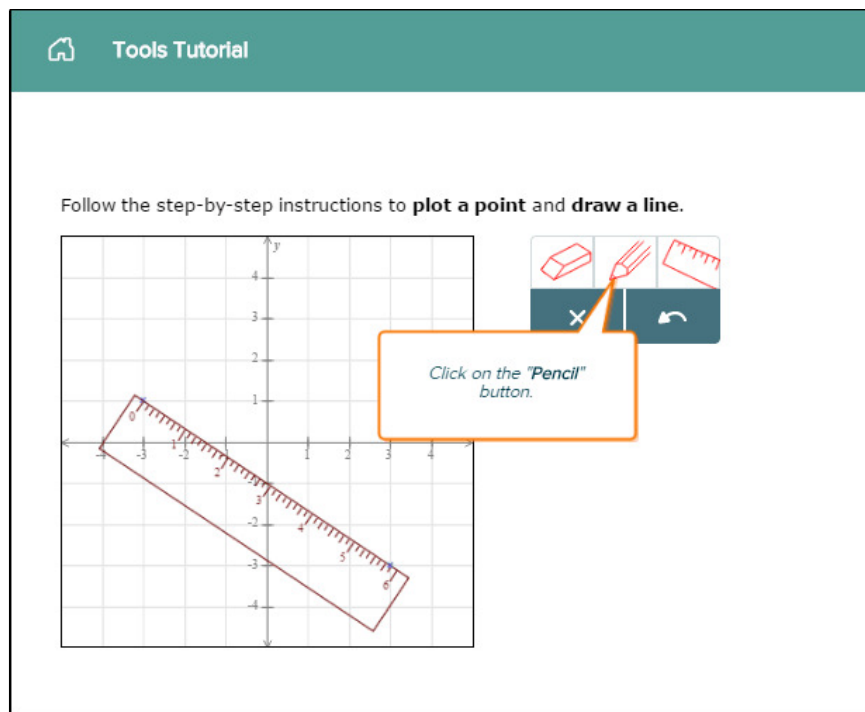 Tools Tutorial
Follow the step-by-step instructions to plot a point and draw a line.
y
4
3
2
1
-4 -3 -2 -1 1 2 3 4
-1
-2
-3
-4
0 1 2 3 4 5 6
Click on the "Pencil"
button.